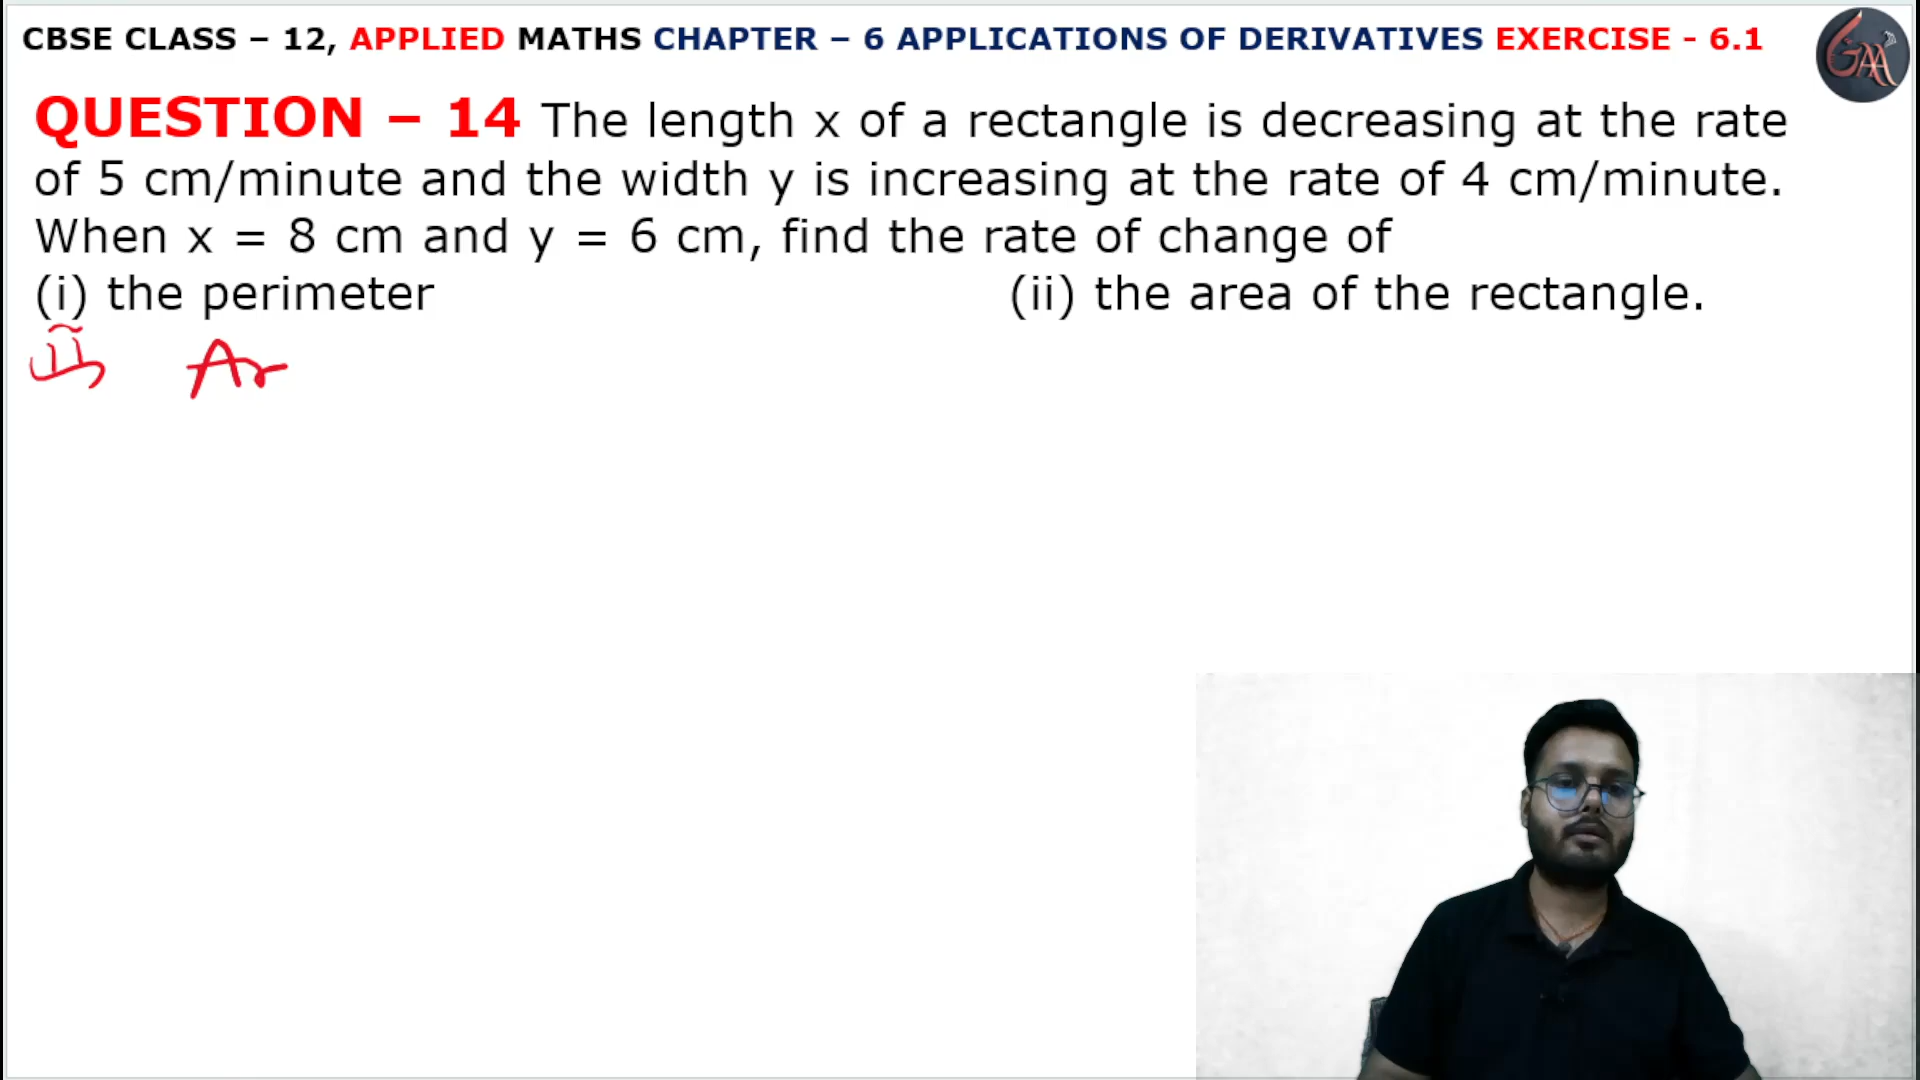 CBSE CLASS – 12, APPLIED MATHS CHAPTER – 6 APPLICATIONS OF DERIVATIVES EXERCISE - 6.1
QUESTION – 14 The length x of a rectangle is decreasing at the rate
of 5 cm/minute and the width y is increasing at the rate of 4 cm/minute.
When x = 8 cm and y = 6 cm, find the rate of change of
(i) the perimeter (ii) the area of the rectangle.
ii) Ar